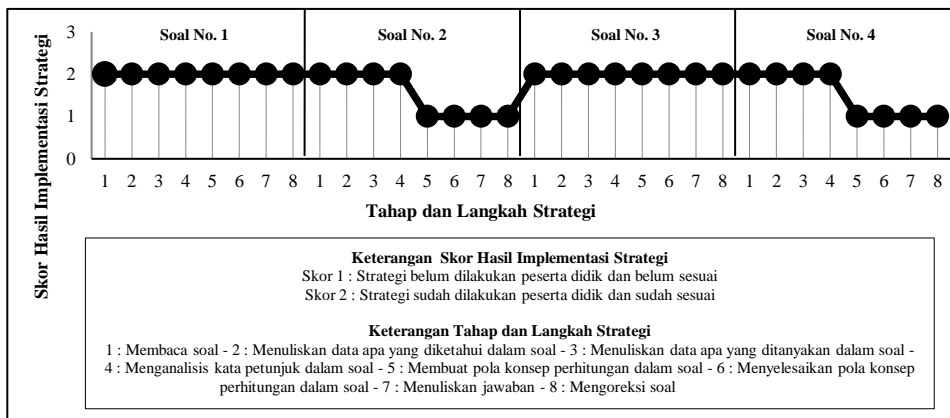 Soal No. 1 Soal No. 2 Soal No. 3 Soal No. 4
Skor Hasil Implementasi Strategi
3
2
1
0
1 2 3 4 5 6 7 8 1 2 3 4 5 6 7 8 1 2 3 4 5 6 7 8 1 2 3 4 5 6 7 8
Tahap dan Langkah Strategi
Keterangan Skor Hasil Implementasi Strategi
Skor 1 : Strategi belum dilakukan peserta didik dan belum sesuai
Skor 2 : Strategi sudah dilakukan peserta didik dan sudah sesuai
Keterangan Tahap dan Langkah Strategi
1 : Membaca soal - 2 : Menuliskan data apa yang diketahui dalam soal - 3 : Menuliskan data apa yang ditanyakan dalam soal -
4 : Menganalisis kata petunjuk dalam soal - 5 : Membuat pola konsep perhitungan dalam soal - 6 : Menyelesaikan pola konsep
perhitungan dalam soal - 7 : Menuliskan jawaban - 8 : Mengoreksi soal